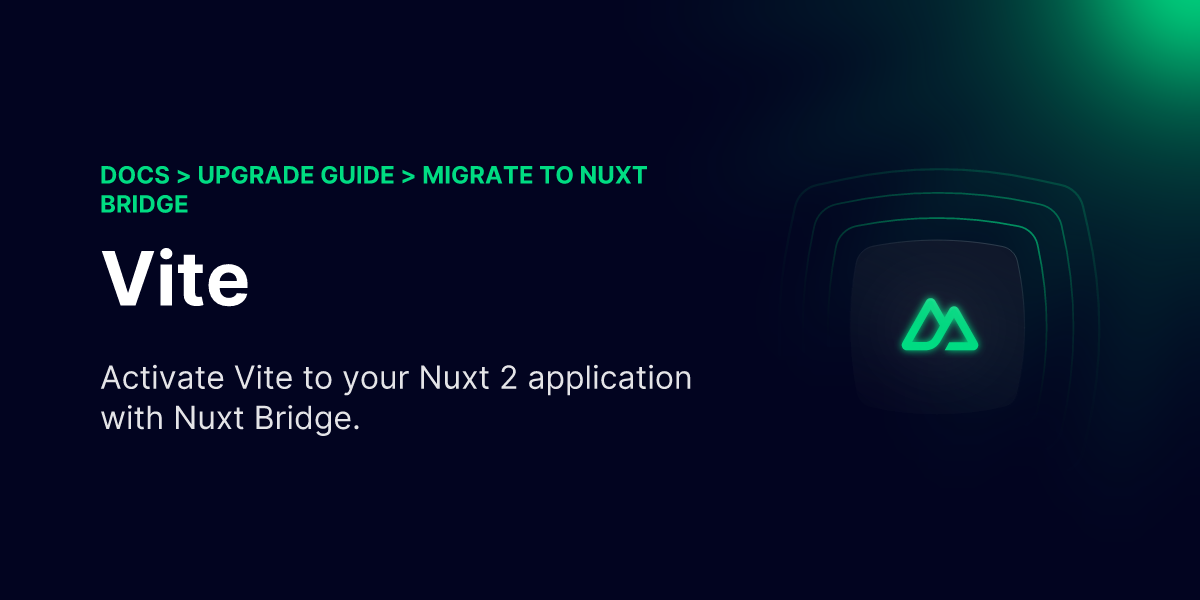 DOCS > UPGRADE GUIDE > MIGRATE TO NUXT
BRIDGE
Vite
Activate Vite to your Nuxt 2 application
with Nuxt Bridge.